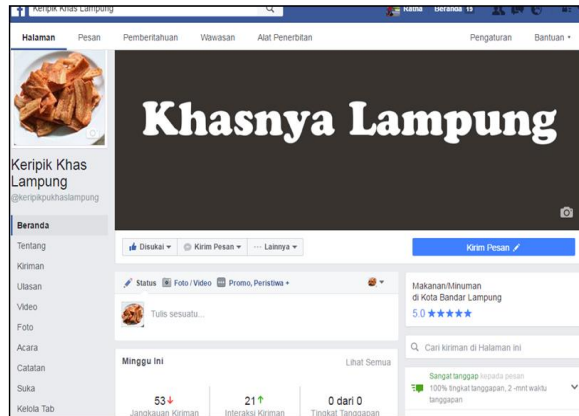 Keripik Khas Lampung
Ratna Beranda 19
Halaman Pesan Pemberitahuan Wawasan Alat Penerbitan Pengaturan Bantuan
Khasnya Lampung
Keripik Khas
Lampung
@keripikpukhaslampung
Beranda
Tentang
Kiriman
Ulasan
Video
Foto
Acara
Catatan
Suka
Kelola Tab
Disukai Kirim Pesan Lainnya
Kirim Pesan
Status Foto / Video Promo, Peristiwa +
Tulis sesuatu...
Minggu Ini Lihat Semua
53 21 0 dari 0
Jangkauan Kiriman Interaksi Kiriman Tingkat Tanggapan
Makanan/Minuman
di Kota Bandar Lampung
5.0 ★★★★★
Cari kiriman di Halaman ini
Sangat tanggap kepada pesan
100% tingkat tanggapan, 2 -mnt waktu
tanggapan